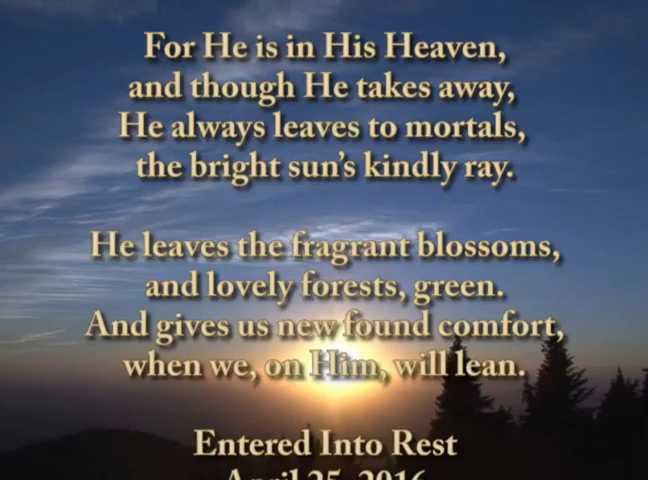 For He is in His Heaven,
and though He takes away,
He always leaves to mortals,
the bright sun's kindly ray.
He leaves the fragrant blossoms,
and lovely forests, green.
And gives us new found comfort,
when we, on Him, will lean.
Entered Into Rest
April 25, 2016